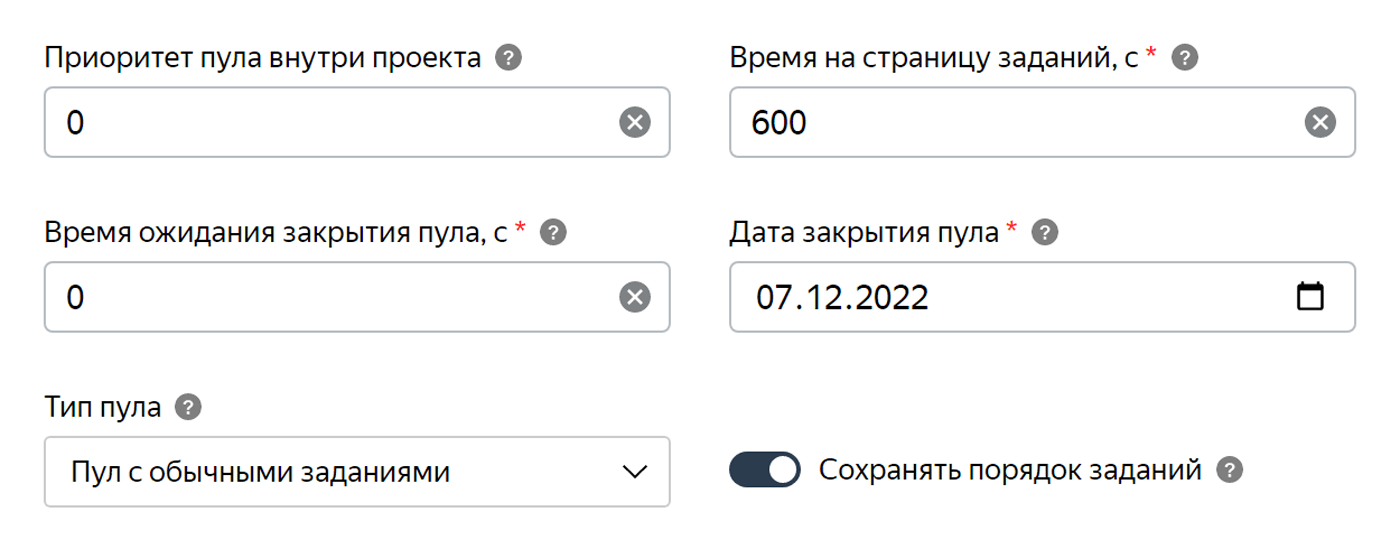 Приоритет пула внутри проекта ?
Время на страницу заданий, с * ?
0
600
Время ожидания закрытия пула, с * ?
Дата закрытия пула * ?
0
07.12.2022
Тип пула ?
Пул с обычными заданиями
Сохранять порядок заданий ?